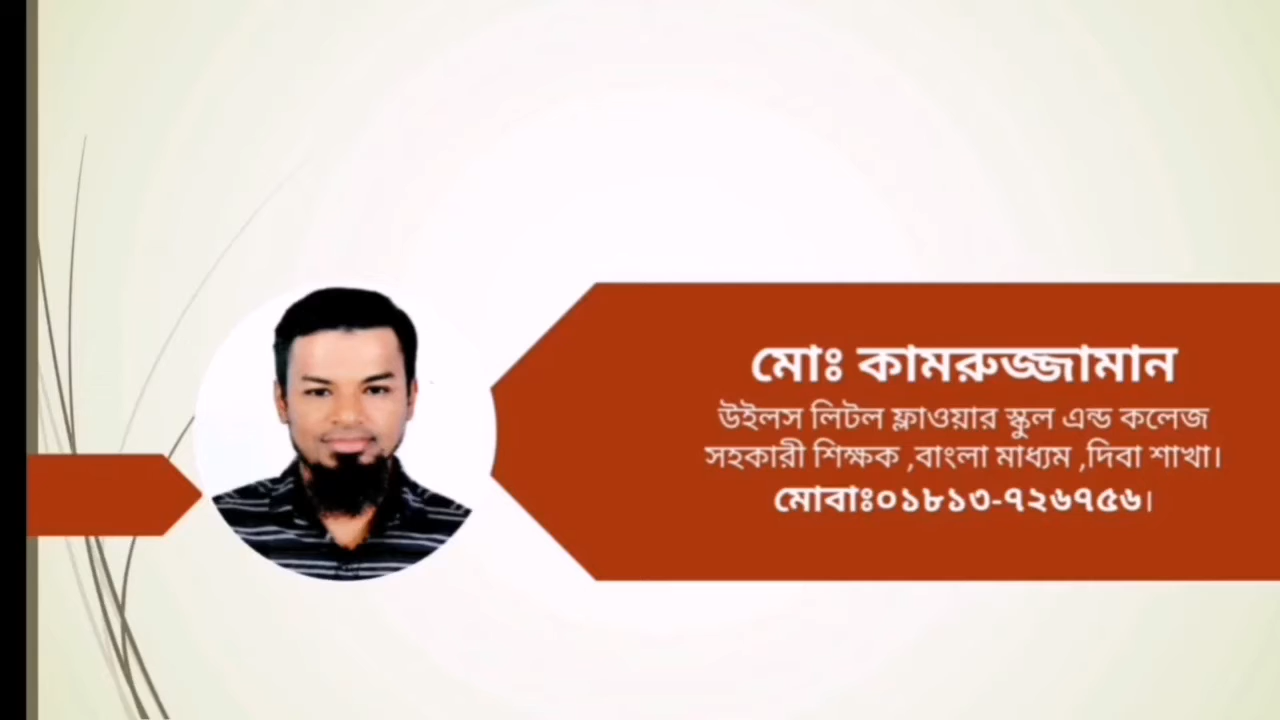 মোঃ কামরুজ্জামান
উইলস লিটল ফ্লাওয়ার স্কুল এন্ড কলেজ
সহকারী শিক্ষক ,বাংলা মাধ্যম ,দিবা শাখা।
মোবাঃ০১৮১৩-৭২৬৭৫৬।